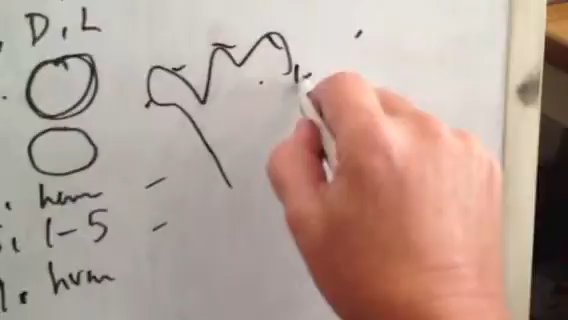 , D, L
. hum
, 1-5
. hum